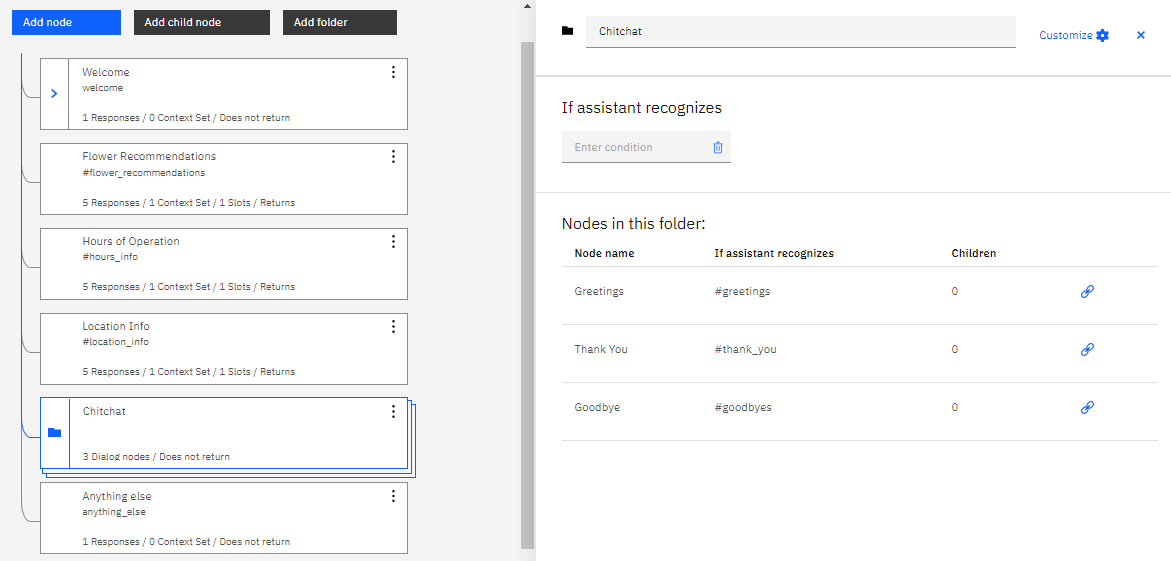 Add node
Add child node
Add folder
Welcome
welcome
1 Responses / 0 Context Set / Does not return
Flower Recommendations
#flower_recommendations
5 Responses / 1 Context Set / 1 Slots / Returns
Hours of Operation
#hours_info
5 Responses / 1 Context Set / 1 Slots / Returns
Location Info
#location_info
5 Responses / 1 Context Set / 1 Slots / Returns
Chitchat
3 Dialog nodes / Does not return
Anything else
anything_else
1 Responses / 0 Context Set / Does not return
Chitchat
Customize
If assistant recognizes
Enter condition
Nodes in this folder:
Node name If assistant recognizes Children
Greetings #greetings 0
Thank You #thank_you 0
Goodbye #goodbyes 0